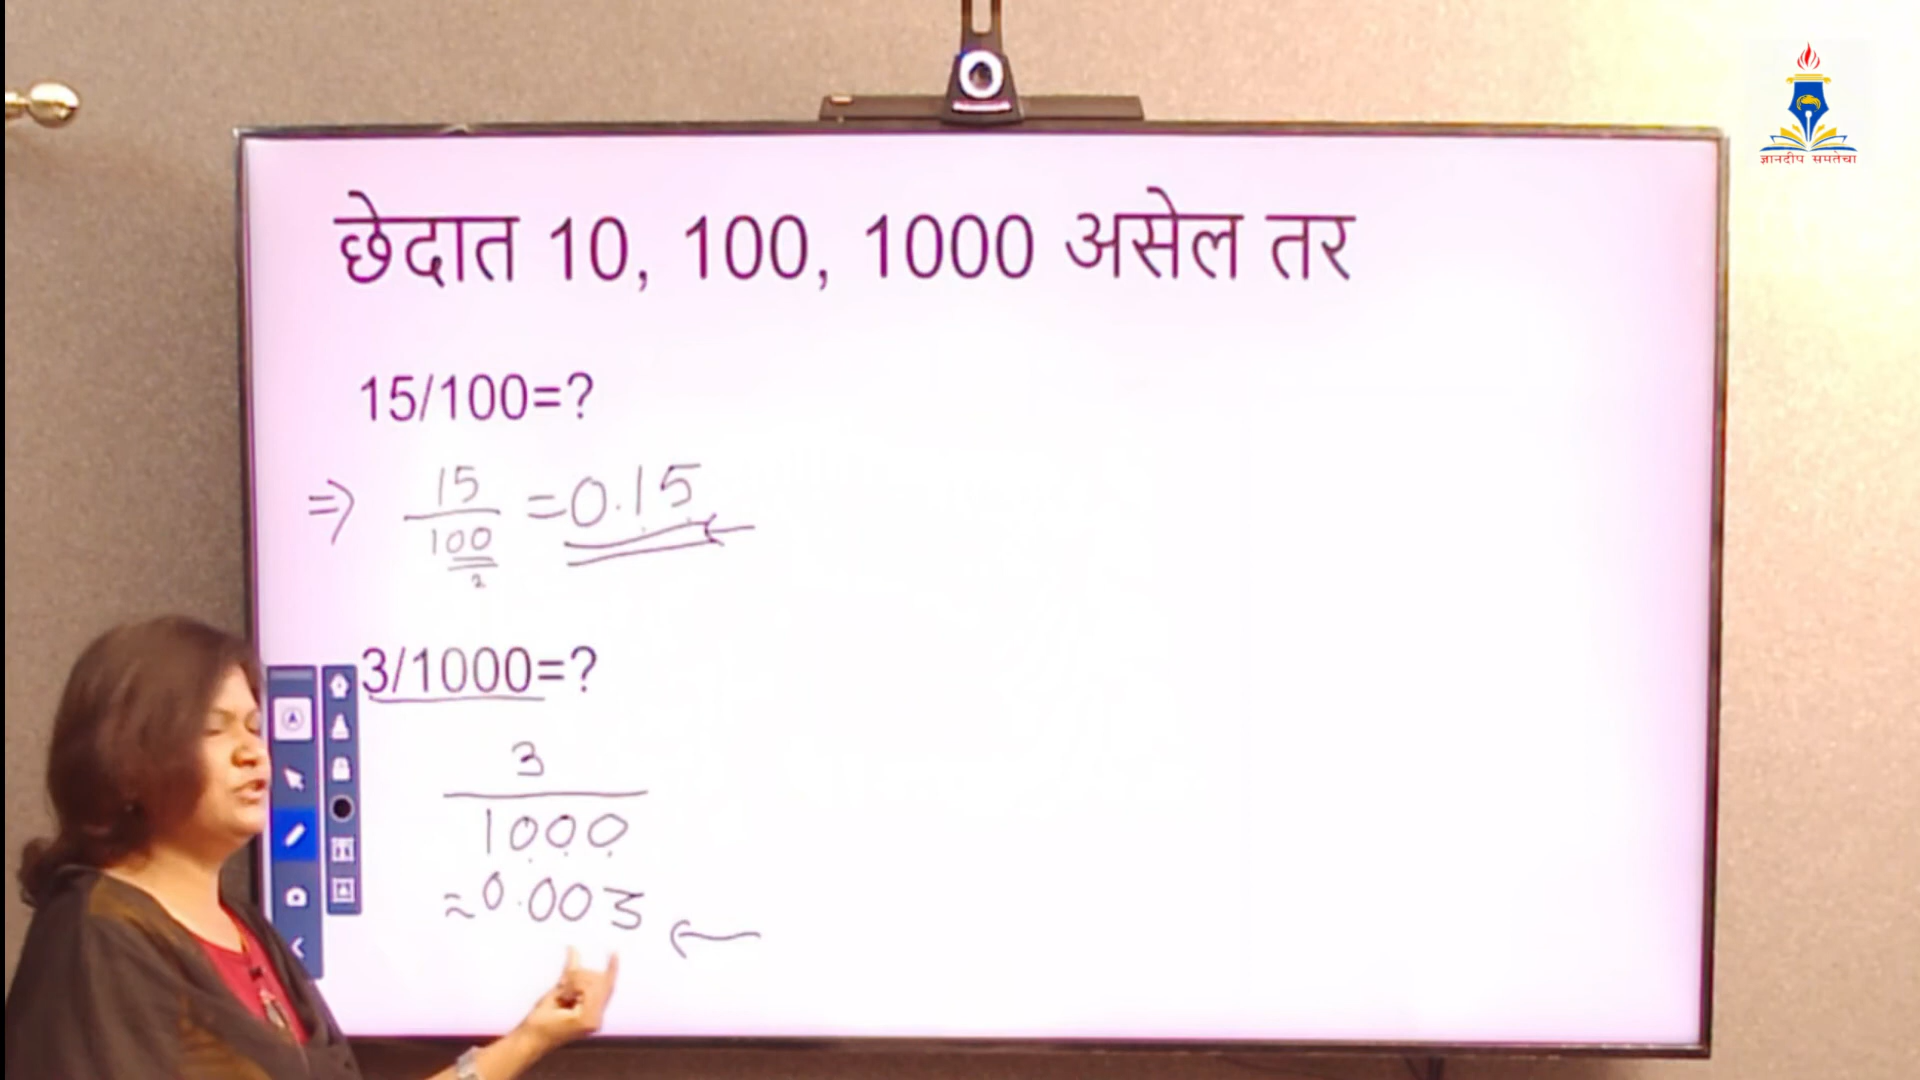 ज्ञानदीप समतेचा
छेदात 10, 100, 1000 असेल तर
15/100=?
⇒ 15/100 = 0.15
2
3/1000=?
3
1000
= 0.003